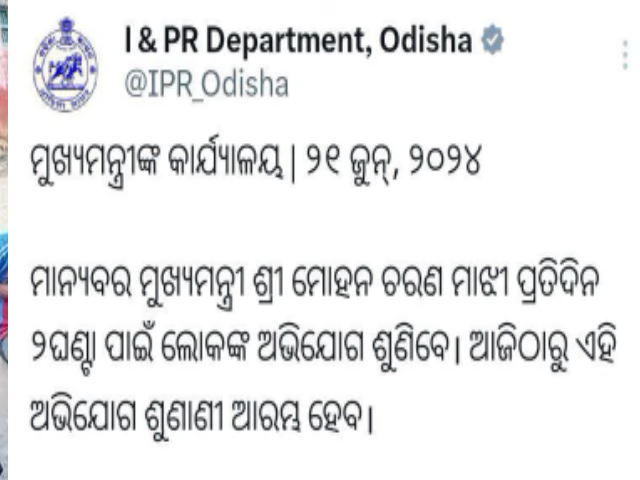 I & PR Department, Odisha
@IPR_Odisha
ମୁଖ୍ୟମନ୍ତ୍ରୀଙ୍କ କାର୍ଯ୍ୟାଳୟ | ୨୧ ଜୁନ୍, ୨୦୨୪
ମାନ୍ୟବର ମୁଖ୍ୟମନ୍ତ୍ରୀ ଶ୍ରୀ ମୋହନ ଚରଣ ମାଝୀ ପ୍ରତିଦିନ
୨ଘଣ୍ଟା ପାଇଁ ଲୋକଙ୍କ ଅଭିଯୋଗ ଶୁଣିବେ। ଆଜିଠାରୁ ଏହି
ଅଭିଯୋଗ ଶୁଣାଣୀ ଆରମ୍ଭ ହେବ।